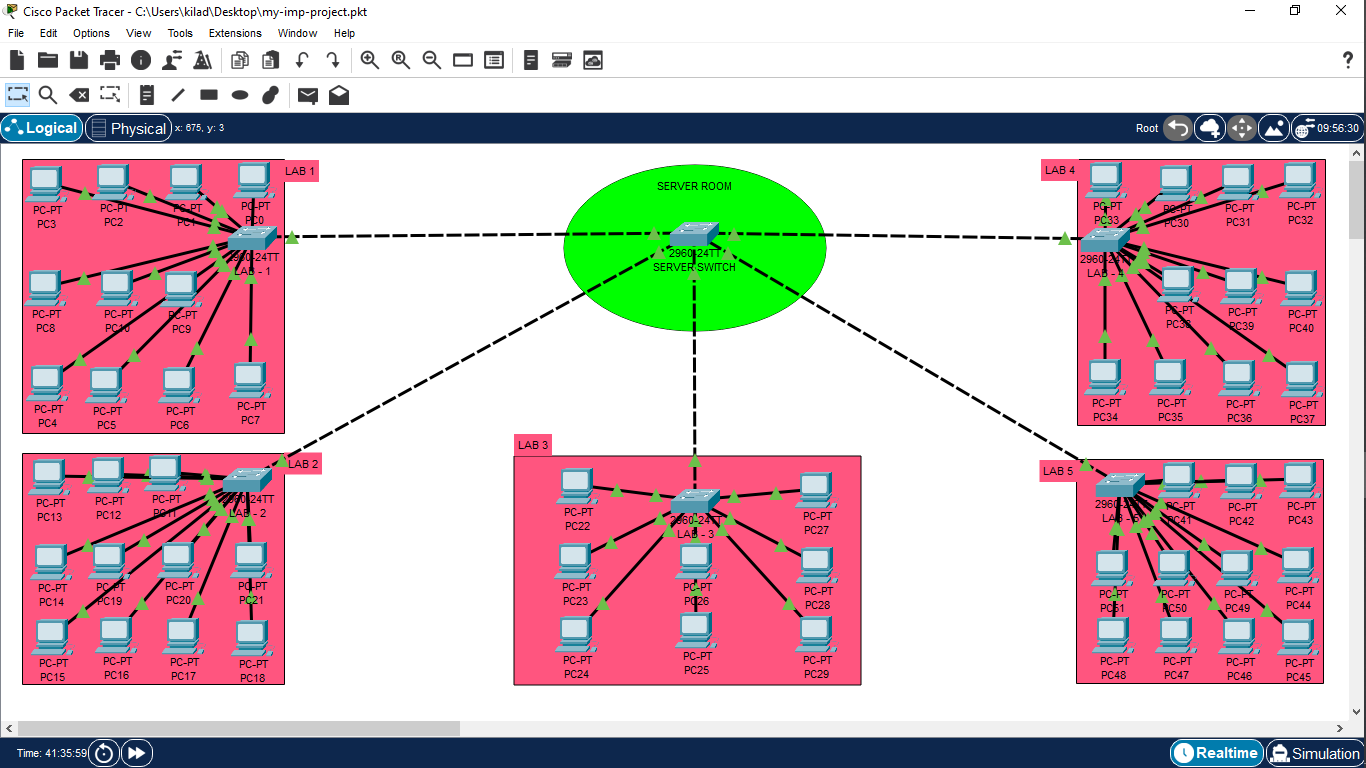 Cisco Packet Tracer - C:\Users\kilad\Desktop\my-imp-project.pkt
File Edit Options View Tools Extensions Window Help
Logical Physical x: 675, y: 3 Root 09:56:30
LAB 1
PC-PT
PC3
PC-PT
PC2
PC-PT
PC1
PC-PT
PC0
2960-24TT
LAB - 1
PC-PT
PC8
PC-PT
PC10
PC-PT
PC9
PC-PT
PC4
PC-PT
PC5
PC-PT
PC6
PC-PT
PC7
SERVER ROOM
2960-24TT
SERVER SWITCH
LAB 4
PC-PT
PC33
PC-PT
PC30
PC-PT
PC31
PC-PT
PC32
2960-24TT
LAB - 4
PC-PT
PC38
PC-PT
PC39
PC-PT
PC40
PC-PT
PC34
PC-PT
PC35
PC-PT
PC36
PC-PT
PC37
LAB 2
PC-PT
PC13
PC-PT
PC12
PC-PT
PC11
2960-24TT
LAB - 2
PC-PT
PC14
PC-PT
PC19
PC-PT
PC20
PC-PT
PC21
PC-PT
PC15
PC-PT
PC16
PC-PT
PC17
PC-PT
PC18
LAB 3
PC-PT
PC22
2960-24TT
LAB - 3
PC-PT
PC27
PC-PT
PC23
PC-PT
PC26
PC-PT
PC28
PC-PT
PC24
PC-PT
PC25
PC-PT
PC29
LAB 5
2960-24TT
LAB - 5
PC-PT
PC41
PC-PT
PC42
PC-PT
PC43
PC-PT
PC51
PC-PT
PC50
PC-PT
PC49
PC-PT
PC44
PC-PT
PC48
PC-PT
PC47
PC-PT
PC46
PC-PT
PC45
Time: 41:35:59 Realtime Simulation